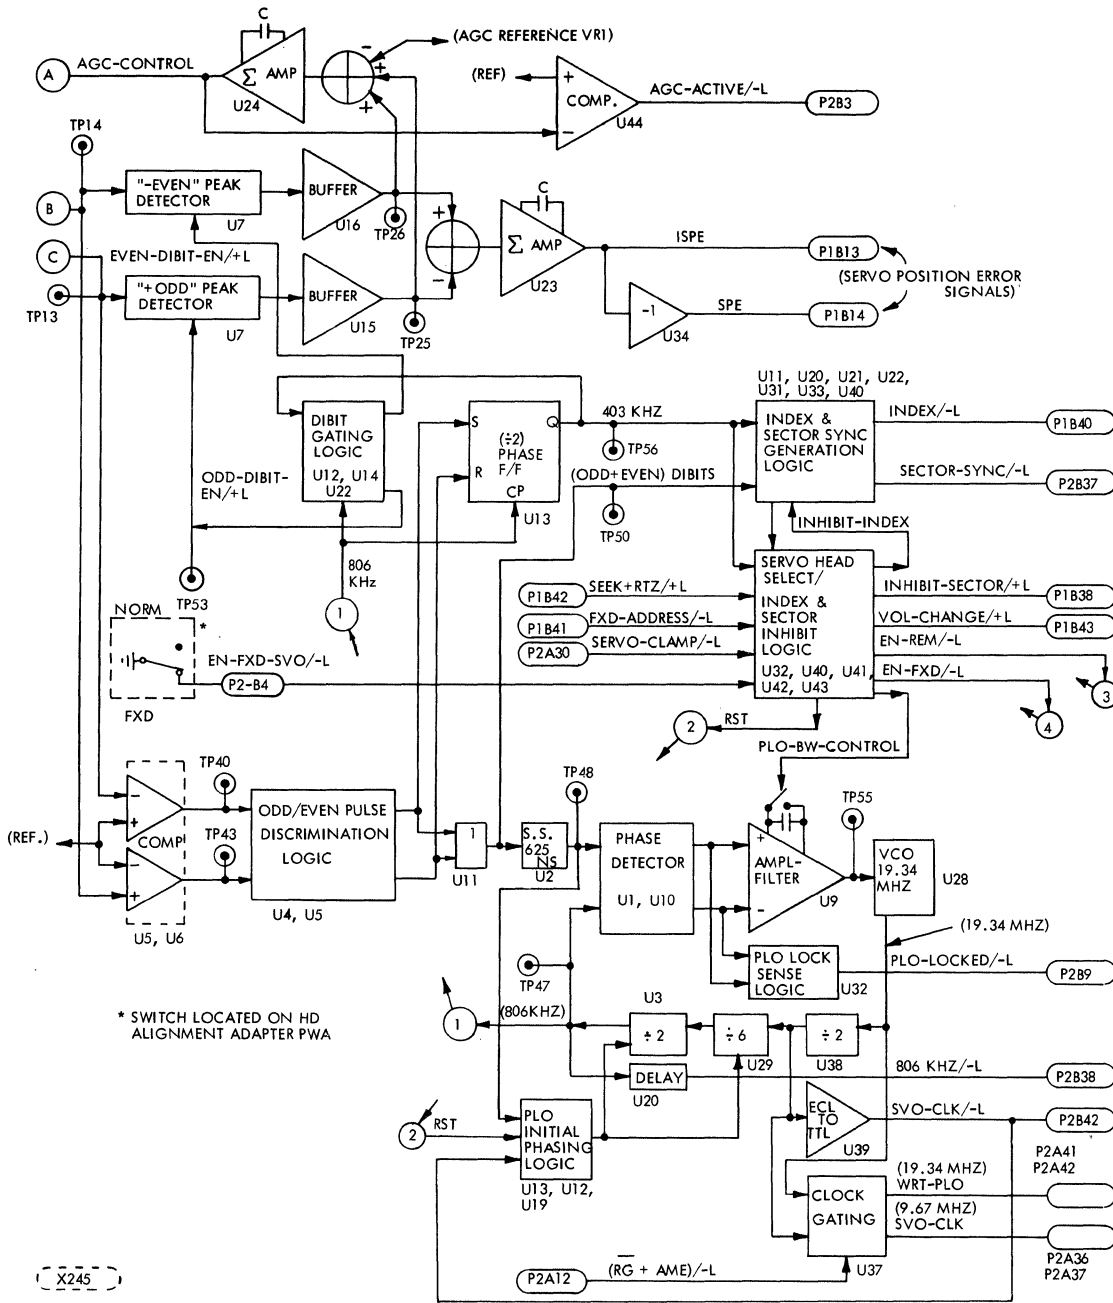 C
(AGC REFERENCE VR1)
A
AGC-CONTROL
Σ AMP
U24
-
+
+
(REF)
+
COMP.
-
U44
AGC-ACTIVE/-L
P2B3
TP14
B
"-EVEN" PEAK
DETECTOR
U7
BUFFER
U16
TP26
+
-
C
Σ AMP
U23
ISPE
P1B13
(SERVO POSITION ERROR
SIGNALS)
C
EVEN-DIBIT-EN/+L
TP13
"+ODD" PEAK
DETECTOR
U7
BUFFER
U15
TP25
-1
U34
SPE
P1B14
DIBIT
GATING
LOGIC
U12, U14
U22
ODD-DIBIT-
EN/+L
S
R
Q
(÷2)
PHASE
F/F
CP
U13
403 KHZ
TP56
(ODD+EVEN) DIBITS
TP50
U11, U20, U21, U22,
U31, U33, U40
INDEX &
SECTOR SYNC
GENERATION
LOGIC
INDEX/-L
P1B40
SECTOR-SYNC/-L
P2B37
INHIBIT-INDEX
806
KHz
1
TP53
NORM
*
FXD
EN-FXD-SVO/-L
P2-B4
P1B42
SEEK+RTZ/+L
P1B41
FXD-ADDRESS/-L
P2A30
SERVO-CLAMP/-L
SERVO HEAD
SELECT/
INDEX &
SECTOR
INHIBIT
LOGIC
U32, U40, U41,
U42, U43
INHIBIT-SECTOR/+L
P1B38
VOL-CHANGE/+L
P1B43
EN-REM/-L
3
EN-FXD/-L
4
2
RST
PLO-BW-CONTROL
TP40
TP43
(REF.)
-
+
COMP
-
+
U5, U6
ODD/EVEN PULSE
DISCRIMINATION
LOGIC
U4, U5
1
U11
S.S.
625
NS
U2
TP48
PHASE
DETECTOR
U1, U10
+
AMPL-
FILTER
-
U9
TP55
VCO
19.34
MHZ
U28
(19.34 MHZ)
PLO LOCK
SENSE
LOGIC
U32
PLO-LOCKED/-L
P2B9
TP47
1
(806KHZ)
U3
÷2
÷6
U29
÷2
U38
DELAY
U20
806 KHZ/-L
P2B38
* SWITCH LOCATED ON HD
ALIGNMENT ADAPTER PWA
2
RST
PLO
INITIAL
PHASING
LOGIC
U13, U12,
U19
ECL
TO
TTL
U39
SVO-CLK/-L
P2B42
P2A41
P2A42
(19.34 MHZ)
WRT-PLO
(9.67 MHZ)
SVO-CLK
CLOCK
GATING
U37
P2A36
P2A37
P2A12
(R̅G̅ + AME)/-L
X245